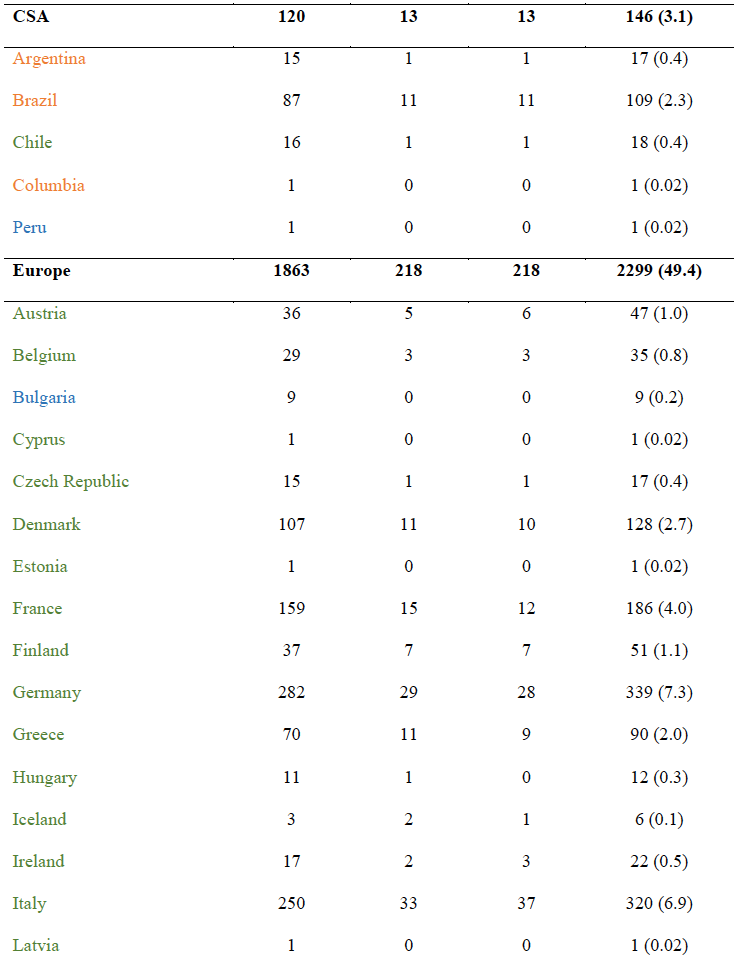 CSA 120 13 13 146 (3.1)
Argentina 15 1 1 17 (0.4)
Brazil 87 11 11 109 (2.3)
Chile 16 1 1 18 (0.4)
Columbia 1 0 0 1 (0.02)
Peru 1 0 0 1 (0.02)
Europe 1863 218 218 2299 (49.4)
Austria 36 5 6 47 (1.0)
Belgium 29 3 3 35 (0.8)
Bulgaria 9 0 0 9 (0.2)
Cyprus 1 0 0 1 (0.02)
Czech Republic 15 1 1 17 (0.4)
Denmark 107 11 10 128 (2.7)
Estonia 1 0 0 1 (0.02)
France 159 15 12 186 (4.0)
Finland 37 7 7 51 (1.1)
Germany 282 29 28 339 (7.3)
Greece 70 11 9 90 (2.0)
Hungary 11 1 0 12 (0.3)
Iceland 3 2 1 6 (0.1)
Ireland 17 2 3 22 (0.5)
Italy 250 33 37 320 (6.9)
Latvia 1 0 0 1 (0.02)